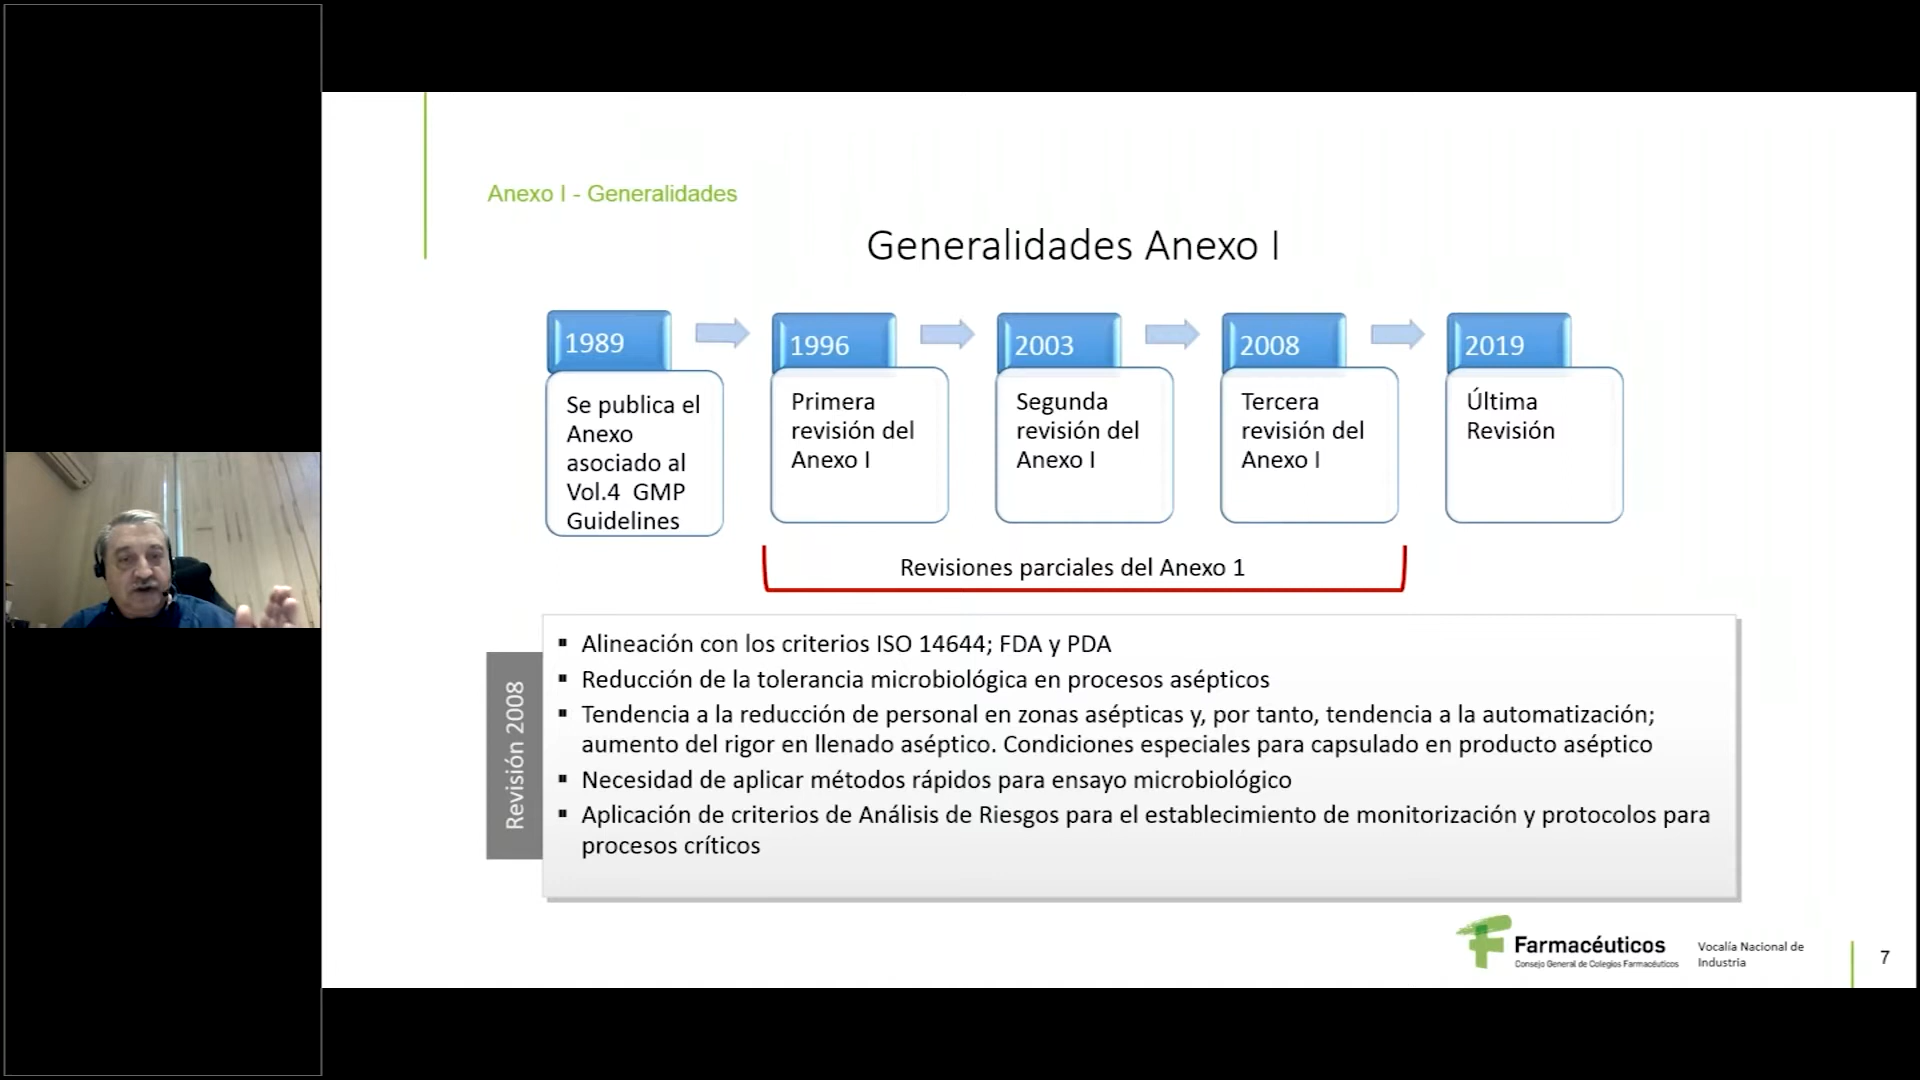 Anexo I - Generalidades
Generalidades Anexo I
1989
Se publica el
Anexo
asociado al
Vol.4 GMP
Guidelines
1996
Primera
revisión del
Anexo I
2003
Segunda
revisión del
Anexo I
2008
Tercera
revisión del
Anexo I
2019
Última
Revisión
Revisiones parciales del Anexo 1
Revisión 2008
▪ Alineación con los criterios ISO 14644; FDA y PDA
▪ Reducción de la tolerancia microbiológica en procesos asépticos
▪ Tendencia a la reducción de personal en zonas asépticas y, por tanto, tendencia a la automatización;
aumento del rigor en llenado aséptico. Condiciones especiales para capsulado en producto aséptico
▪ Necesidad de aplicar métodos rápidos para ensayo microbiológico
▪ Aplicación de criterios de Análisis de Riesgos para el establecimiento de monitorización y protocolos para
procesos críticos
Farmacéuticos
Consejo General de Colegios Farmacéuticos
Vocalía Nacional de
Industria
7